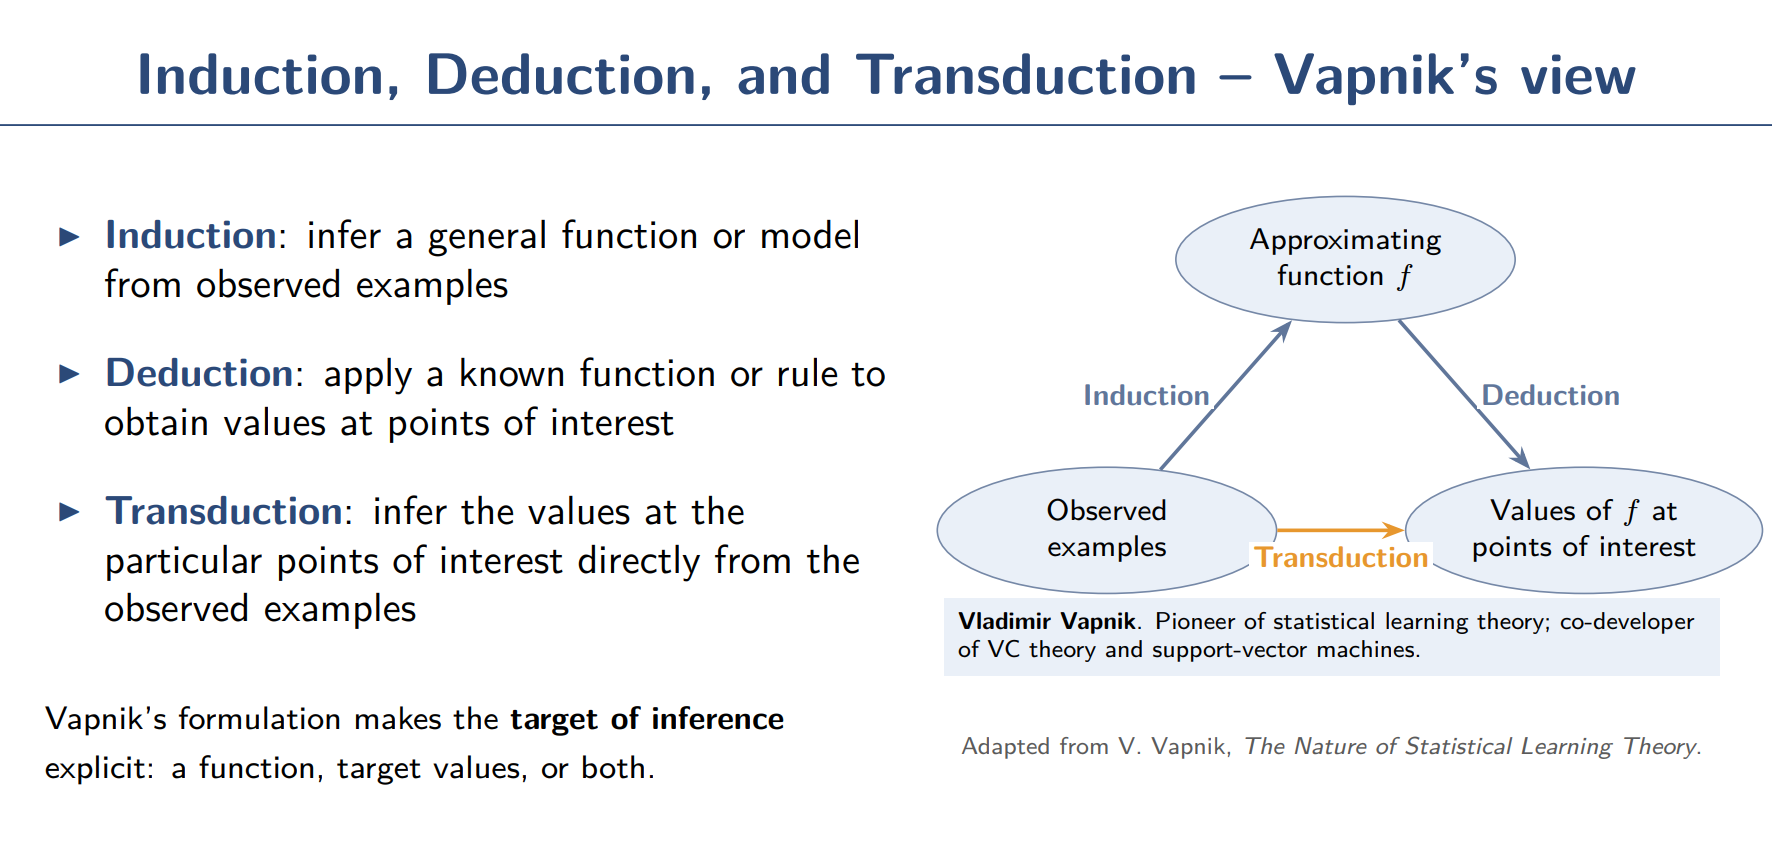 Induction, Deduction, and Transduction – Vapnik's view
▶ Induction: infer a general function or model
from observed examples
▶ Deduction: apply a known function or rule to
obtain values at points of interest
▶ Transduction: infer the values at the
particular points of interest directly from the
observed examples
Vapnik's formulation makes the target of inference
explicit: a function, target values, or both.
Approximating
function f
Induction
Deduction
Observed
examples
Transduction
Values of f at
points of interest
Vladimir Vapnik. Pioneer of statistical learning theory; co-developer
of VC theory and support-vector machines.
Adapted from V. Vapnik, The Nature of Statistical Learning Theory.